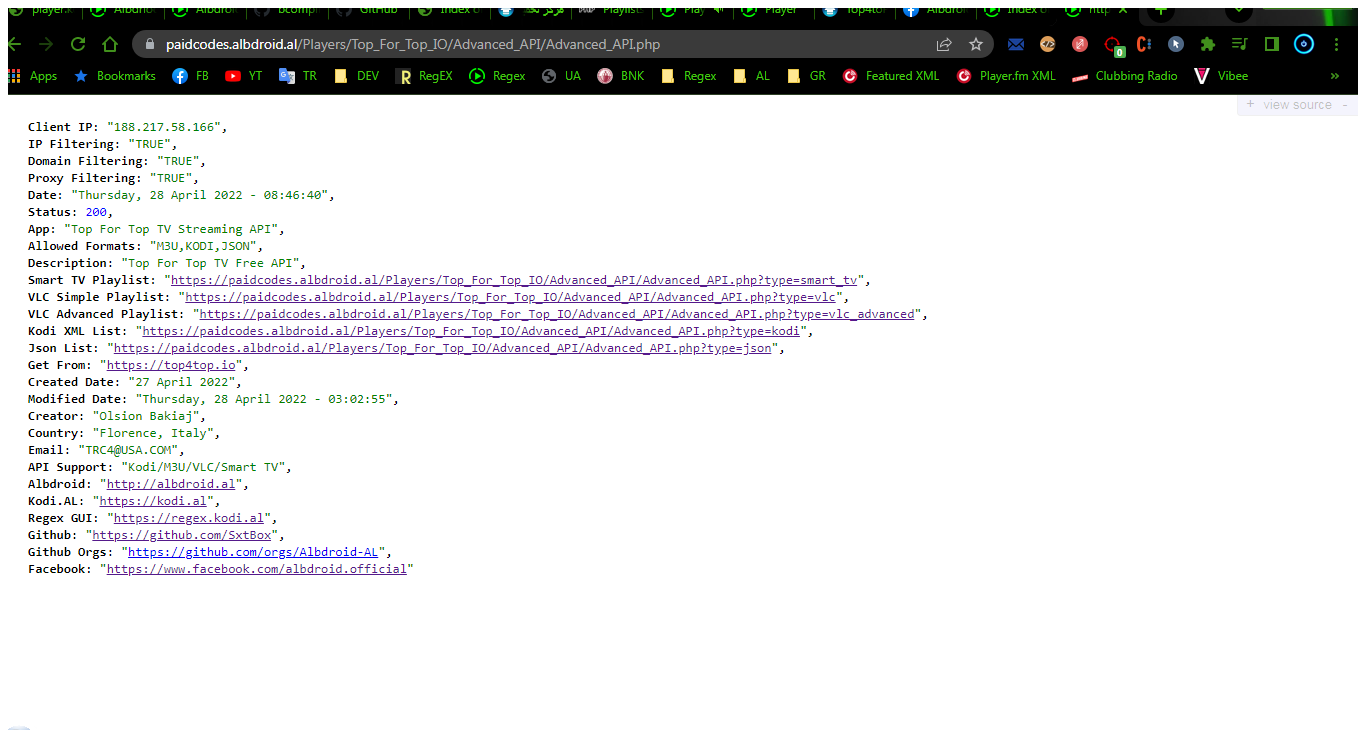 player.
Albdroi
Albdroi
bcomp
GitHub
Index o
Playlist
Play
Player
Top4to
Albdroi
Index o
http
paidcodes.albdroid.al/Players/Top_For_Top_IO/Advanced_API/Advanced_API.php
0
Apps Bookmarks FB YT TR DEV RegEX Regex UA BNK Regex AL GR Featured XML Player.fm XML Clubbing Radio Vibee »
+ view source -
Client IP: "188.217.58.166",
IP Filtering: "TRUE",
Domain Filtering: "TRUE",
Proxy Filtering: "TRUE",
Date: "Thursday, 28 April 2022 - 08:46:40",
Status: 200,
App: "Top For Top TV Streaming API",
Allowed Formats: "M3U,KODI,JSON",
Description: "Top For Top TV Free API",
Smart TV Playlist: "https://paidcodes.albdroid.al/Players/Top_For_Top_IO/Advanced_API/Advanced_API.php?type=smart_tv",
VLC Simple Playlist: "https://paidcodes.albdroid.al/Players/Top_For_Top_IO/Advanced_API/Advanced_API.php?type=vlc",
VLC Advanced Playlist: "https://paidcodes.albdroid.al/Players/Top_For_Top_IO/Advanced_API/Advanced_API.php?type=vlc_advanced",
Kodi XML List: "https://paidcodes.albdroid.al/Players/Top_For_Top_IO/Advanced_API/Advanced_API.php?type=kodi",
Json List: "https://paidcodes.albdroid.al/Players/Top_For_Top_IO/Advanced_API/Advanced_API.php?type=json",
Get From: "https://top4top.io",
Created Date: "27 April 2022",
Modified Date: "Thursday, 28 April 2022 - 03:02:55",
Creator: "Olsion Bakiaj",
Country: "Florence, Italy",
Email: "TRC4@USA.COM",
API Support: "Kodi/M3U/VLC/Smart TV",
Albdroid: "http://albdroid.al",
Kodi.AL: "https://kodi.al",
Regex GUI: "https://regex.kodi.al",
Github: "https://github.com/SxtBox",
Github Orgs: "https://github.com/orgs/Albdroid-AL",
Facebook: "https://www.facebook.com/albdroid.official"